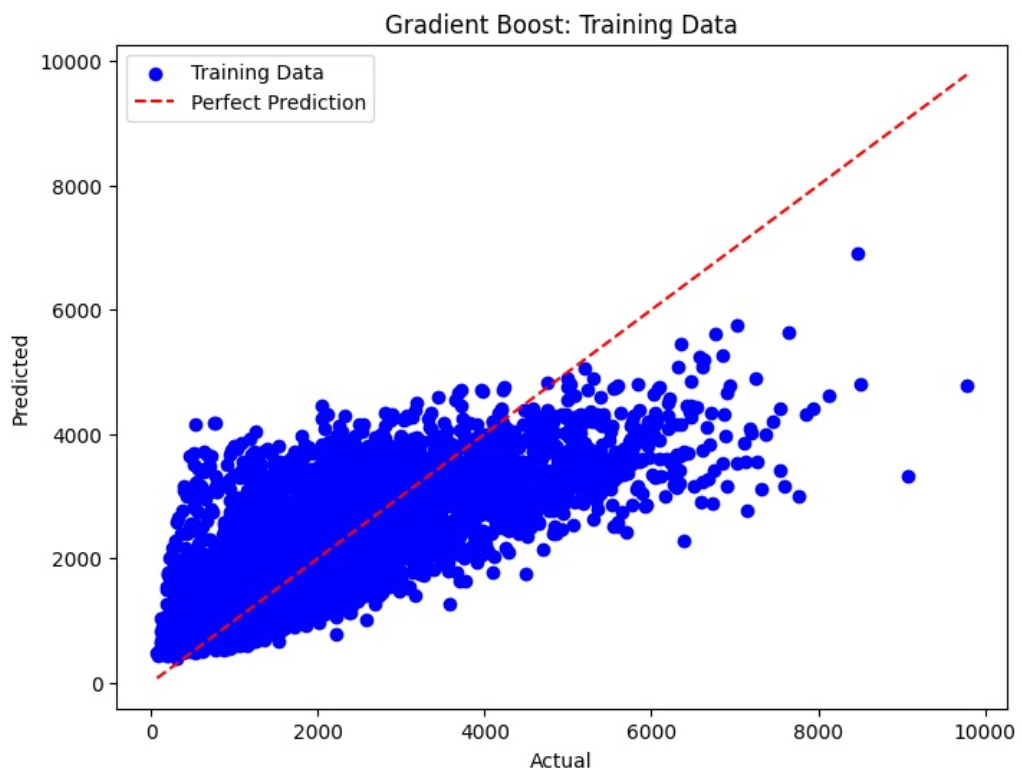 Gradient Boost: Training Data
Training Data
Perfect Prediction
10000
8000
6000
4000
2000
0
Predicted
0 2000 4000 6000 8000 10000
Actual